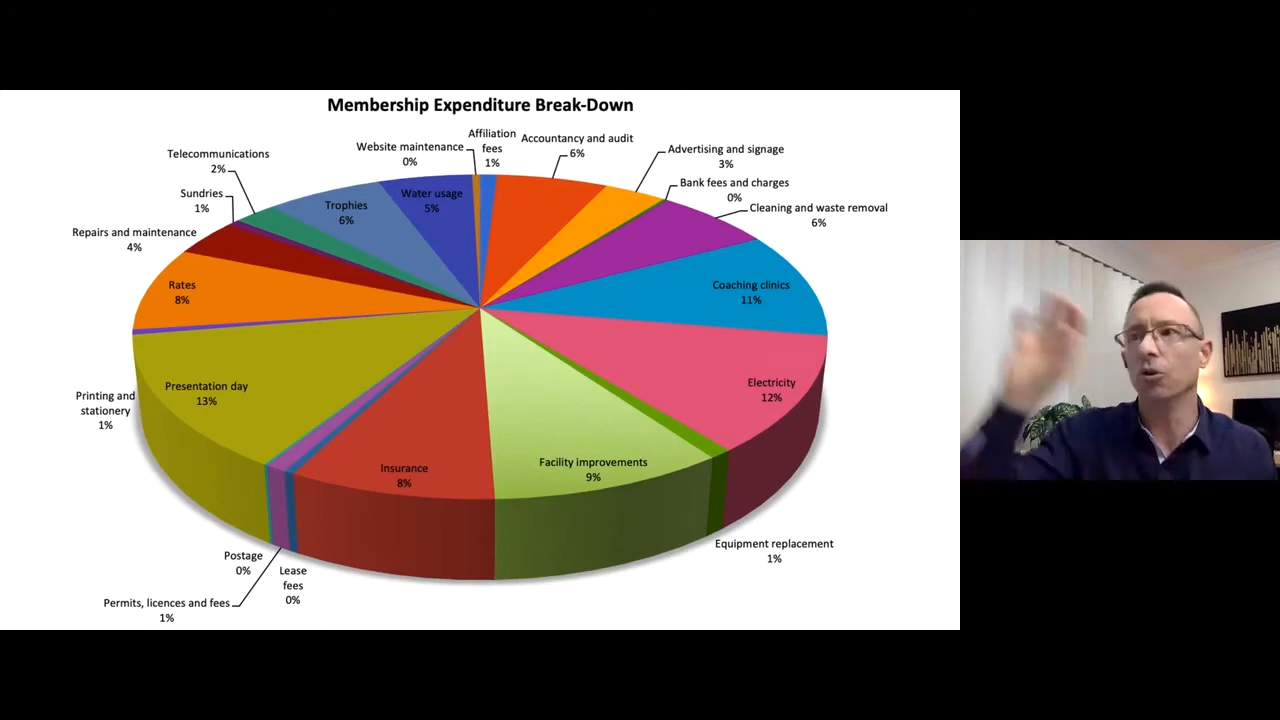 Membership Expenditure Break-Down
Affiliation
fees
1%
Accountancy and audit
6%
Advertising and signage
3%
Bank fees and charges
0%
Cleaning and waste removal
6%
Coaching clinics
11%
Electricity
12%
Equipment replacement
1%
Facility improvements
9%
Insurance
8%
Lease
fees
0%
Permits, licences and fees
1%
Postage
0%
Presentation day
13%
Printing and
stationery
1%
Rates
8%
Repairs and maintenance
4%
Sundries
1%
Telecommunications
2%
Trophies
6%
Water usage
5%
Website maintenance
0%